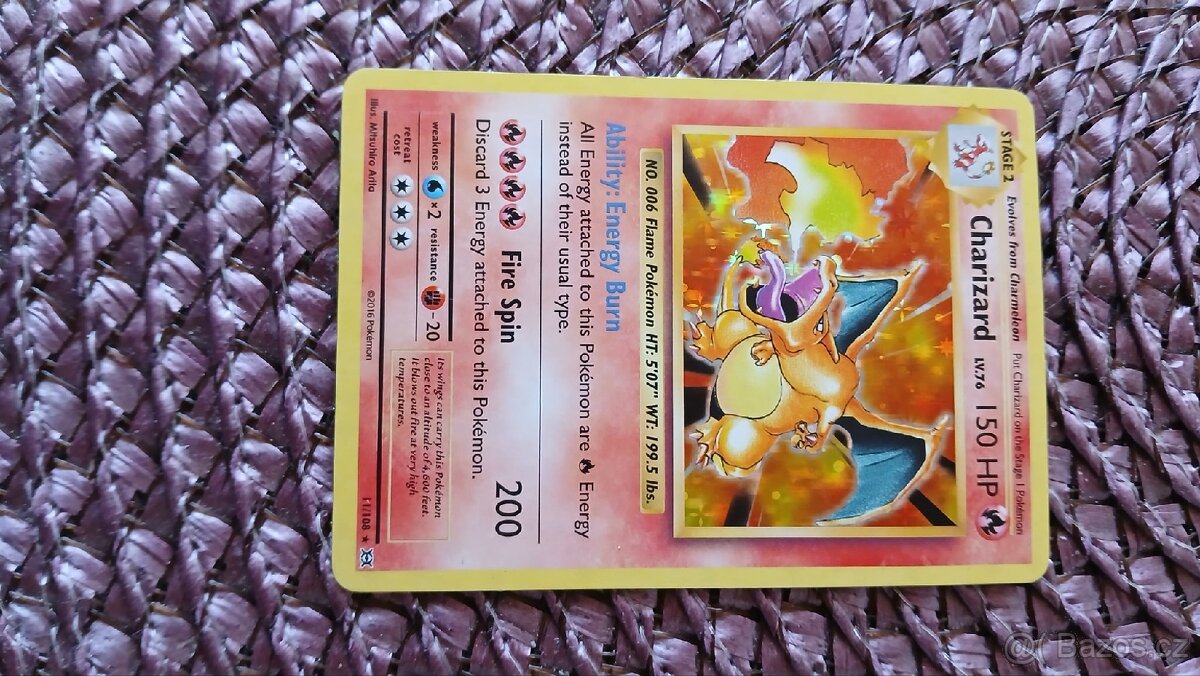 STAGE 2
Evolves from Charmeleon
Put Charizard on the Stage 1 Pokémon
Charizard LV.76 150 HP
NO. 006 Flame Pokémon HT: 5'07" WT: 199.5 lbs.
Ability: Energy Burn
All Energy attached to this Pokémon are Energy
instead of their usual type.
Fire Spin 200
Discard 3 Energy attached to this Pokémon.
weakness ×2 resistance -20
retreat
cost
Its wings can carry this Pokémon
close to an altitude of 4,600 feet.
It blows out fire at very high
temperatures.
Illus. Mitsuhiro Arita
©2016 Pokémon
11/108
Bazos.cz